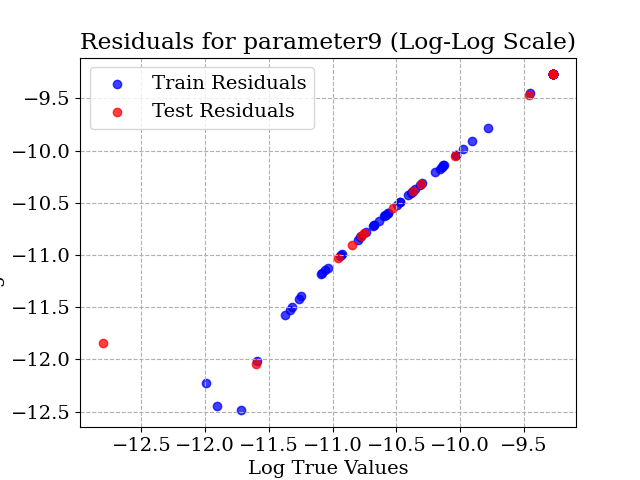 Residuals for parameter9 (Log-Log Scale)
Train Residuals
Test Residuals
−9.5
−10.0
−10.5
−11.0
−11.5
−12.0
−12.5
−12.5 −12.0 −11.5 −11.0 −10.5 −10.0 −9.5
Log True Values